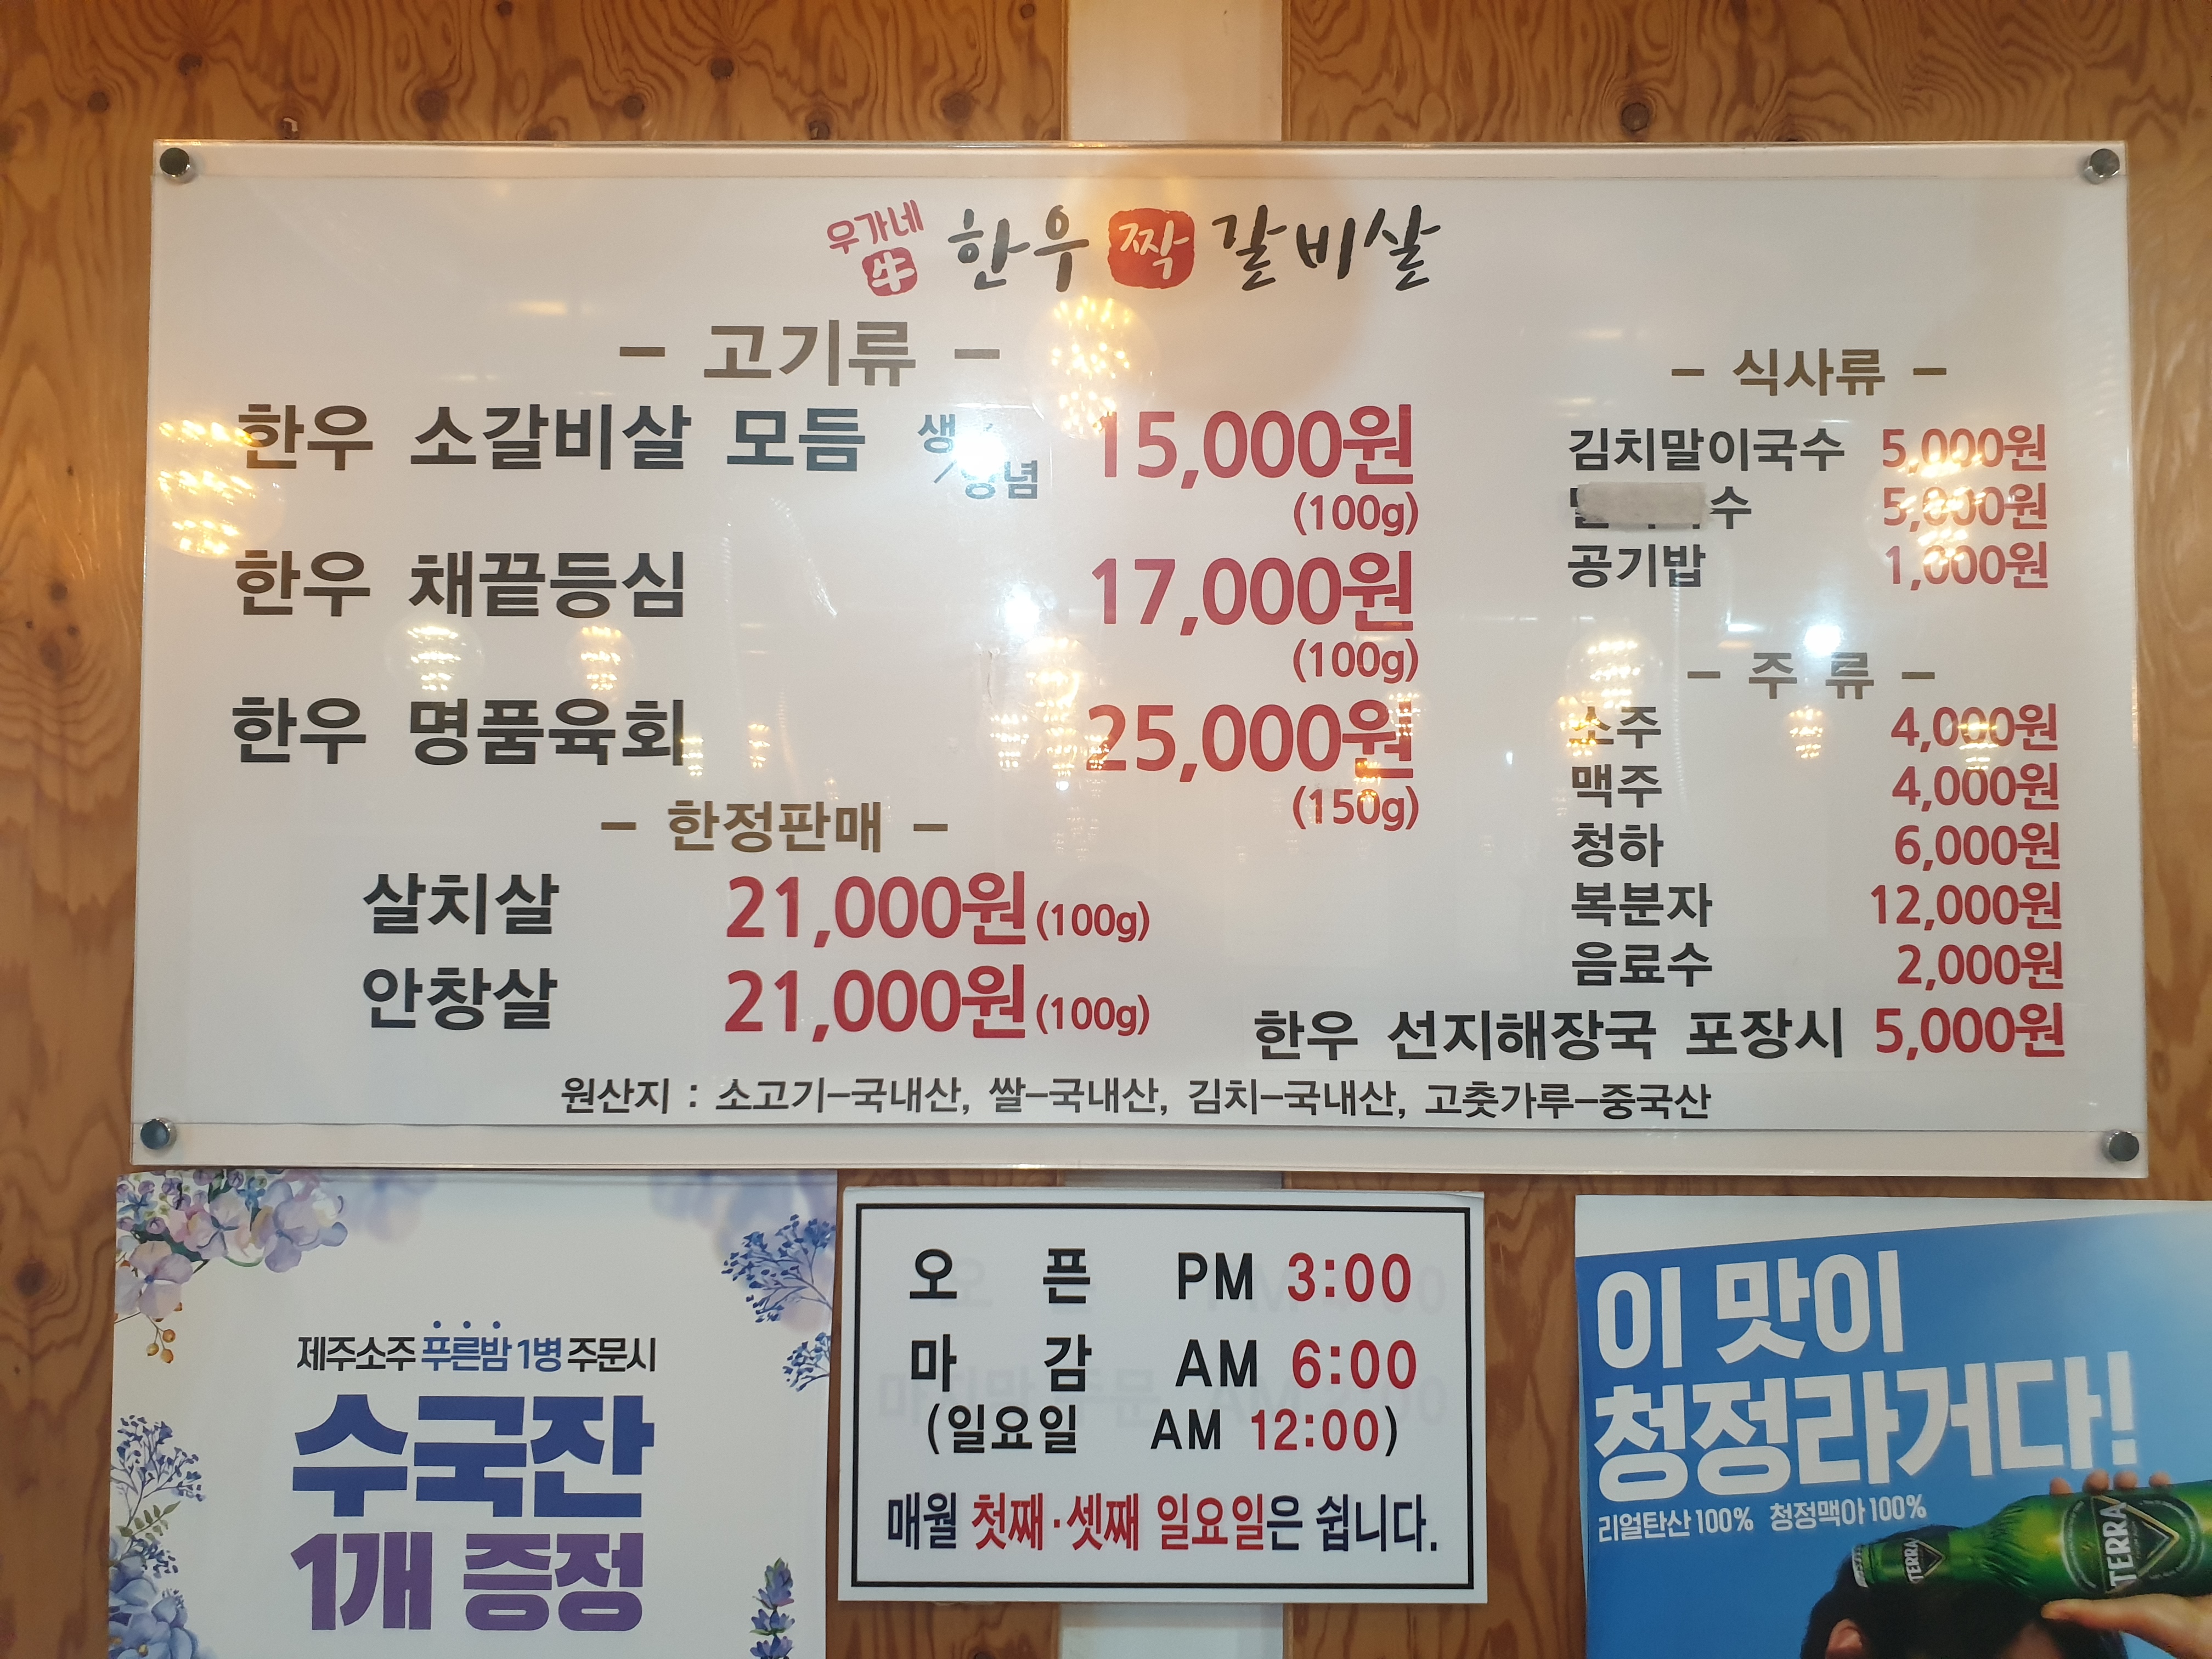 우가네
牛
한우 짝 갈비살
- 고기류 -
한우 소갈비살 모둠 생/양념 15,000원
(100g)
한우 채끝등심 17,000원
(100g)
한우 명품육회 25,000원
(150g)
- 한정판매 -
살치살 21,000원(100g)
안창살 21,000원(100g)
- 식사류 -
김치말이국수 5,000원
5,000원
공기밥 1,000원
- 주 류 -
소주 4,000원
맥주 4,000원
청하 6,000원
복분자 12,000원
음료수 2,000원
한우 선지해장국 포장시 5,000원
원산지 : 소고기-국내산, 쌀-국내산, 김치-국내산, 고춧가루-중국산
제주소주 푸른밤 1병 주문시
수국잔
1개 증정
오 픈 PM 3:00
마 감 AM 6:00
(일요일 AM 12:00)
매월 첫째·셋째 일요일은 쉽니다.
이 맛이
청정라거다!
리얼탄산 100% 청정맥아 100%
TERRA
TERRA